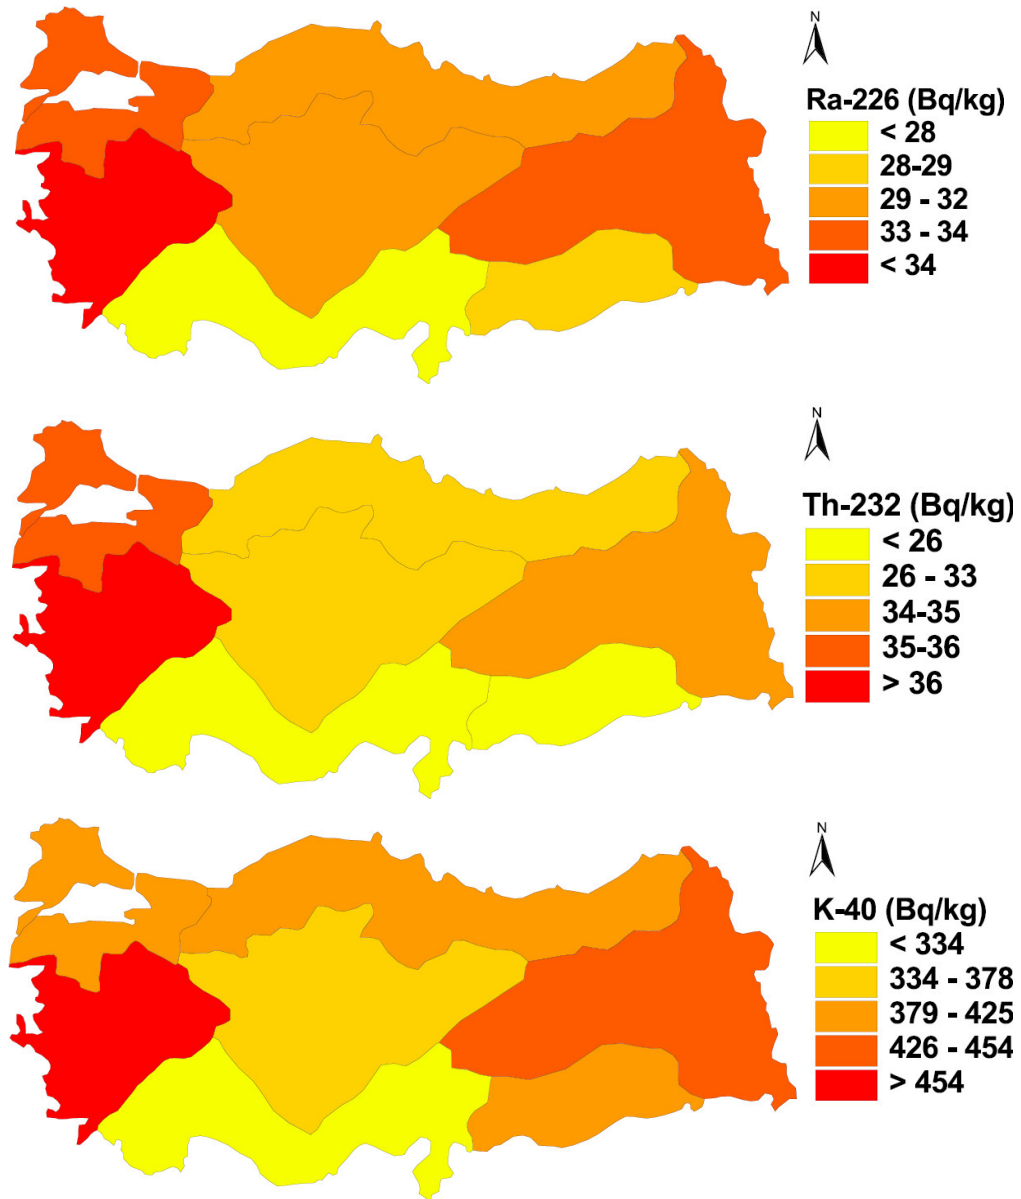 N
Ra-226 (Bq/kg)
< 28
28-29
29 - 32
33 - 34
< 34
N
Th-232 (Bq/kg)
< 26
26 - 33
34-35
35-36
> 36
N
K-40 (Bq/kg)
< 334
334 - 378
379 - 425
426 - 454
> 454